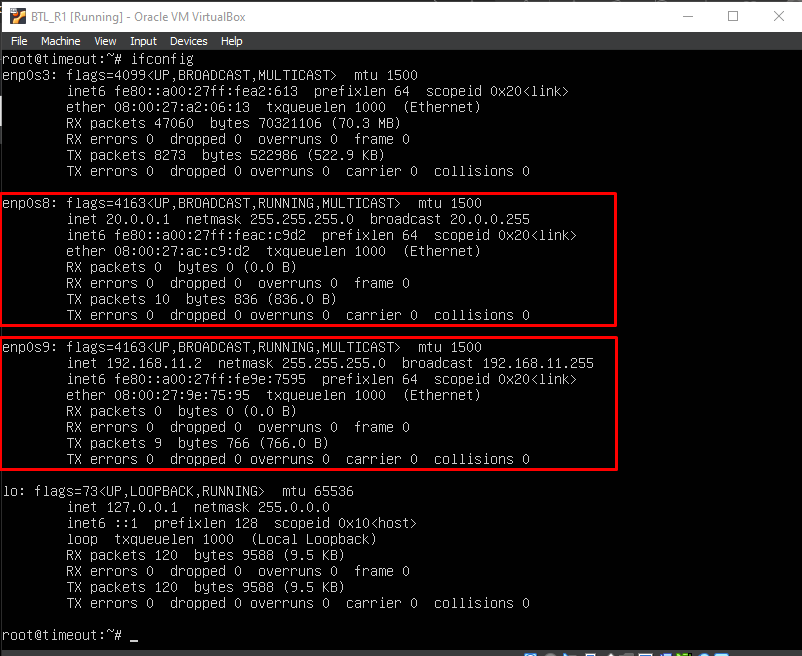 BTL_R1 [Running] - Oracle VM VirtualBox
File Machine View Input Devices Help
root@timeout:~# ifconfig
enp0s3: flags=4099<UP,BROADCAST,MULTICAST>  mtu 1500
        inet6 fe80::a00:27ff:fea2:613  prefixlen 64  scopeid 0x20<link>
        ether 08:00:27:a2:06:13  txqueuelen 1000  (Ethernet)
        RX packets 47060  bytes 70321106 (70.3 MB)
        RX errors 0  dropped 0  overruns 0  frame 0
        TX packets 8273  bytes 522986 (522.9 KB)
        TX errors 0  dropped 0 overruns 0  carrier 0  collisions 0
enp0s8: flags=4163<UP,BROADCAST,RUNNING,MULTICAST>  mtu 1500
        inet 20.0.0.1  netmask 255.255.255.0  broadcast 20.0.0.255
        inet6 fe80::a00:27ff:feac:c9d2  prefixlen 64  scopeid 0x20<link>
        ether 08:00:27:ac:c9:d2  txqueuelen 1000  (Ethernet)
        RX packets 0  bytes 0 (0.0 B)
        RX errors 0  dropped 0  overruns 0  frame 0
        TX packets 10  bytes 836 (836.0 B)
        TX errors 0  dropped 0 overruns 0  carrier 0  collisions 0
enp0s9: flags=4163<UP,BROADCAST,RUNNING,MULTICAST>  mtu 1500
        inet 192.168.11.2  netmask 255.255.255.0  broadcast 192.168.11.255
        inet6 fe80::a00:27ff:fe9e:7595  prefixlen 64  scopeid 0x20<link>
        ether 08:00:27:9e:75:95  txqueuelen 1000  (Ethernet)
        RX packets 0  bytes 0 (0.0 B)
        RX errors 0  dropped 0  overruns 0  frame 0
        TX packets 9  bytes 766 (766.0 B)
        TX errors 0  dropped 0 overruns 0  carrier 0  collisions 0
lo: flags=73<UP,LOOPBACK,RUNNING>  mtu 65536
        inet 127.0.0.1  netmask 255.0.0.0
        inet6 ::1  prefixlen 128  scopeid 0x10<host>
        loop  txqueuelen 1000  (Local Loopback)
        RX packets 120  bytes 9588 (9.5 KB)
        RX errors 0  dropped 0  overruns 0  frame 0
        TX packets 120  bytes 9588 (9.5 KB)
        TX errors 0  dropped 0 overruns 0  carrier 0  collisions 0
root@timeout:~# _